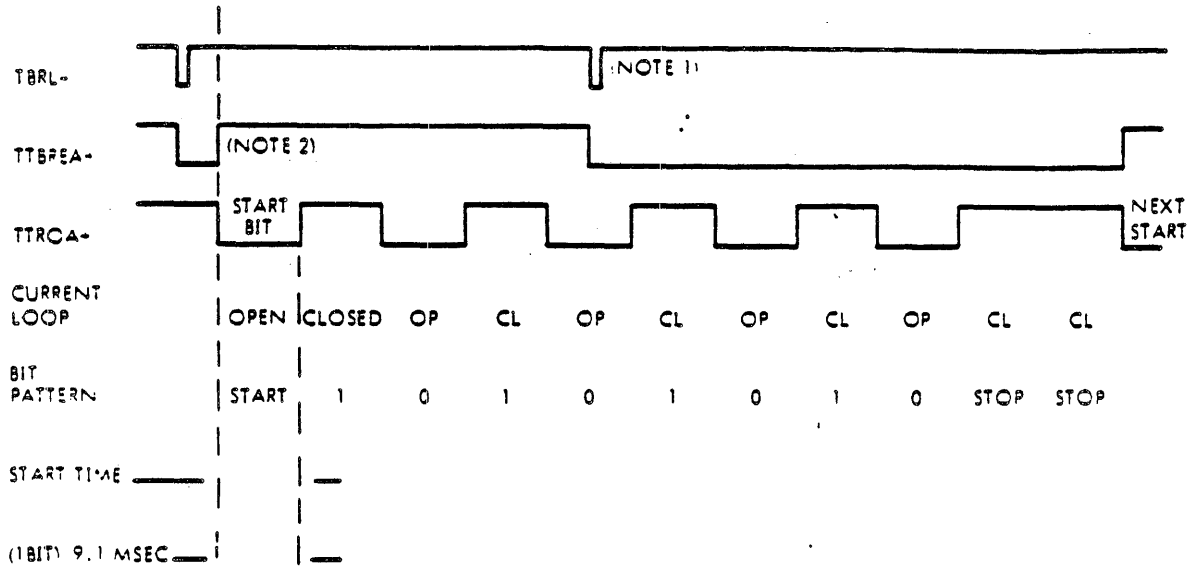 TBRL-
(NOTE 1)
TTBREA-
(NOTE 2)
TTROA-
START
BIT
NEXT
START
CURRENT
LOOP
OPEN CLOSED OP CL OP CL OP CL OP CL CL
BIT
PATTERN
START 1 0 1 0 1 0 1 0 STOP STOP
START TIME
(1BIT) 9.1 MSEC